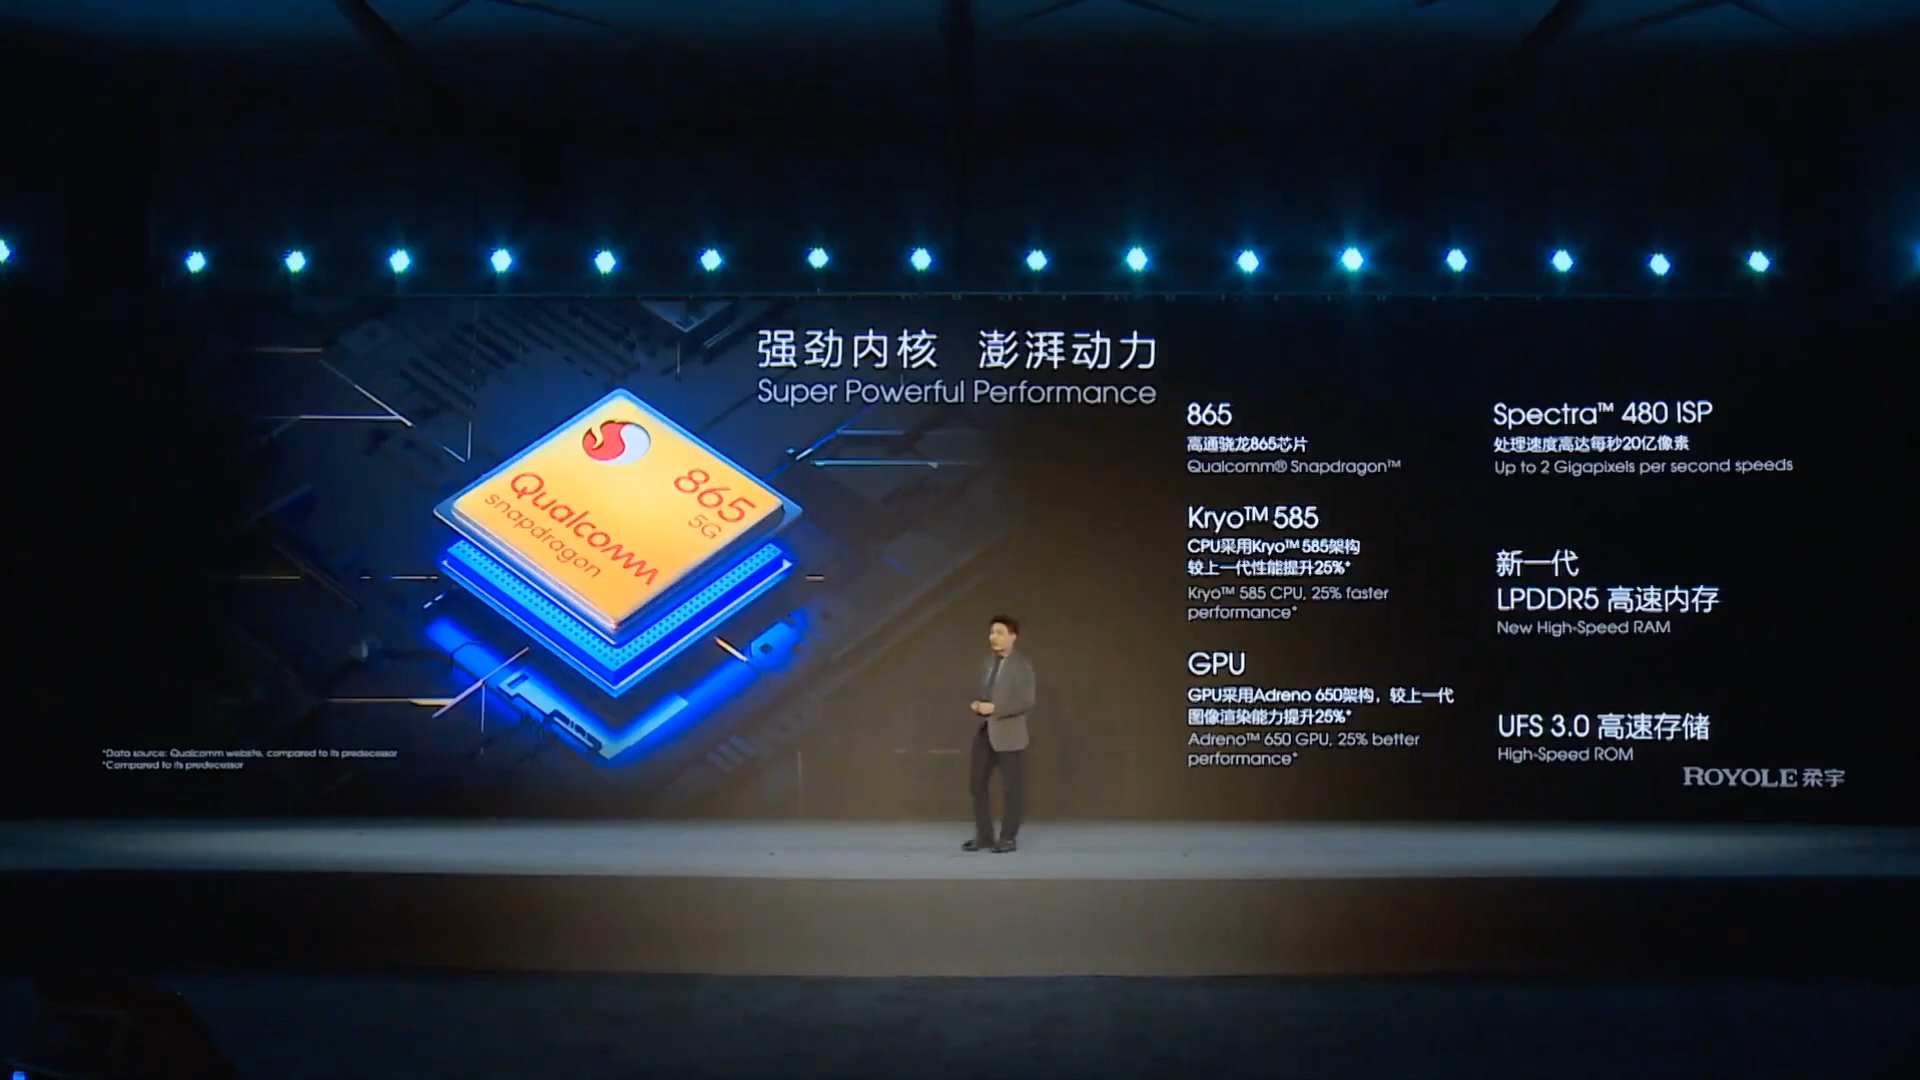 强劲内核 澎湃动力
Super Powerful Performance
865
5G
Qualcomm
snapdragon
865
高通骁龙865芯片
Qualcomm® Snapdragon™
Kryo™ 585
CPU采用Kryo™ 585架构
较上一代性能提升25%*
Kryo™ 585 CPU, 25% faster
performance*
GPU
GPU采用Adreno 650架构，较上一代
图像渲染能力提升25%*
Adreno™ 650 GPU, 25% better
performance*
Spectra™ 480 ISP
处理速度高达每秒20亿像素
Up to 2 Gigapixels per second speeds
新一代
LPDDR5 高速内存
New High-Speed RAM
UFS 3.0 高速存储
High-Speed ROM
ROYOLE 柔宇
*Data source: Qualcomm website, compared to its predecessor
*Compared to its predecessor